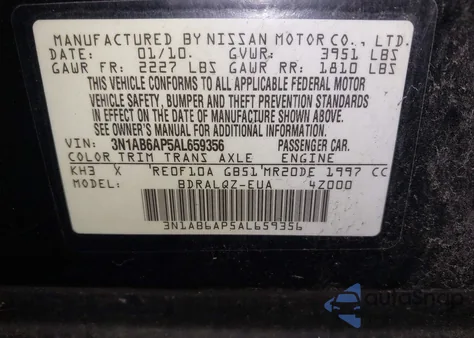 MANUFACTURED BY NISSAN MOTOR CO., LTD.
DATE: 01/10. GVWR: 3951 LBS
GAWR FR: 2227 LBS GAWR RR: 1810 LBS
THIS VEHICLE CONFORMS TO ALL APPLICABLE FEDERAL MOTOR
VEHICLE SAFETY, BUMPER AND THEFT PREVENTION STANDARDS
IN EFFECT ON THE DATE OF MANUFACTURE SHOWN ABOVE.
SEE OWNER'S MANUAL FOR ADDITIONAL INFORMATION.
VIN: 3N1AB6AP5AL659356 PASSENGER CAR.
COLOR TRIM TRANS AXLE ENGINE
KH3 X 'REOF10A GB51'MR20DE 1997 CC
MODEL: BDRALQZ-EUA 4Z000
3N1AB6AP5AL659356
autoSnap